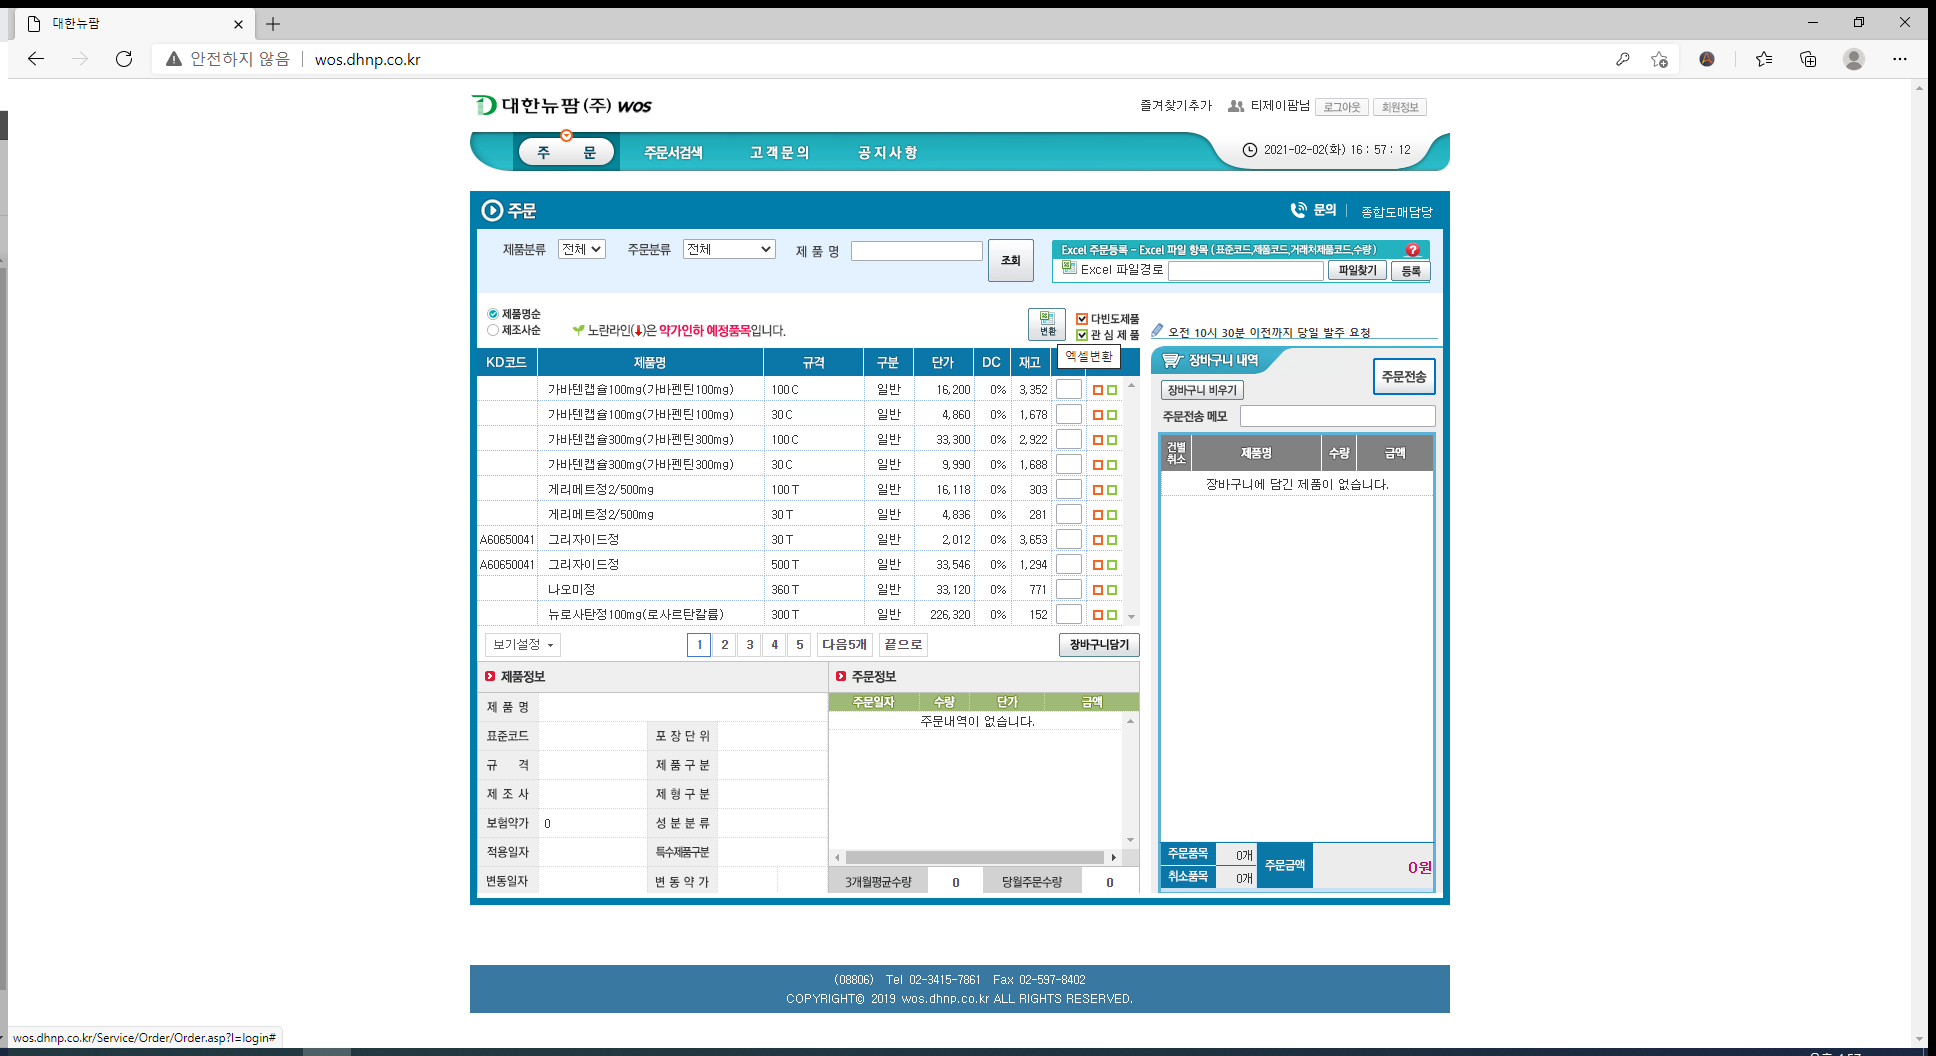 대한뉴팜
안전하지 않음 wos.dhnp.co.kr
대한뉴팜(주) WOS
즐겨찾기추가 티제이팜님 로그아웃 회원정보
주 문 주문서검색 고객문의 공지사항 2021-02-02(화) 16 : 57 : 12
주문 문의 종합도매담당
제품분류 전체 주문분류 전체 제 품 명 조회
Excel 주문등록 - Excel 파일 항목 (표준코드,제품코드,거래처제품코드,수량)
Excel 파일경로 파일찾기 등록
제품명순
제조사순
노란라인(↓)은 약가인하 예정품목입니다.
변환
다빈도제품
관 심 제 품
엑셀변환
오전 10시 30분 이전까지 당일 발주 요청
KD코드 제품명 규격 구분 단가 DC 재고
가바텐캡슐100mg(가바펜틴100mg) 100 C 일반 16,200 0% 3,352
가바텐캡슐100mg(가바펜틴100mg) 30 C 일반 4,860 0% 1,678
가바텐캡슐300mg(가바펜틴300mg) 100 C 일반 33,300 0% 2,922
가바텐캡슐300mg(가바펜틴300mg) 30 C 일반 9,990 0% 1,688
게리메트정2/500mg 100 T 일반 16,118 0% 303
게리메트정2/500mg 30 T 일반 4,836 0% 281
A60650041 그리자이드정 30 T 일반 2,012 0% 3,653
A60650041 그리자이드정 500 T 일반 33,546 0% 1,294
나오미정 360 T 일반 33,120 0% 771
뉴로사탄정100mg(로사르탄칼륨) 300 T 일반 226,320 0% 152
보기설정 1 2 3 4 5 다음5개 끝으로 장바구니담기
장바구니 내역
장바구니 비우기 주문전송
주문전송 메모
건별취소 제품명 수량 금액
장바구니에 담긴 제품이 없습니다.
주문품목 0개
취소품목 0개
주문금액 0원
제품정보
제 품 명
표준코드 포 장 단 위
규 격 제 품 구 분
제 조 사 제 형 구 분
보험약가 0 성 분 분 류
적용일자 특수제품구분
변동일자 변 동 약 가
주문정보
주문일자 수량 단가 금액
주문내역이 없습니다.
3개월평균수량 0 당월주문수량 0
(08806) Tel 02-3415-7861 Fax 02-597-8402
COPYRIGHT© 2019 wos.dhnp.co.kr ALL RIGHTS RESERVED.
wos.dhnp.co.kr/Service/Order/Order.asp?I=login#